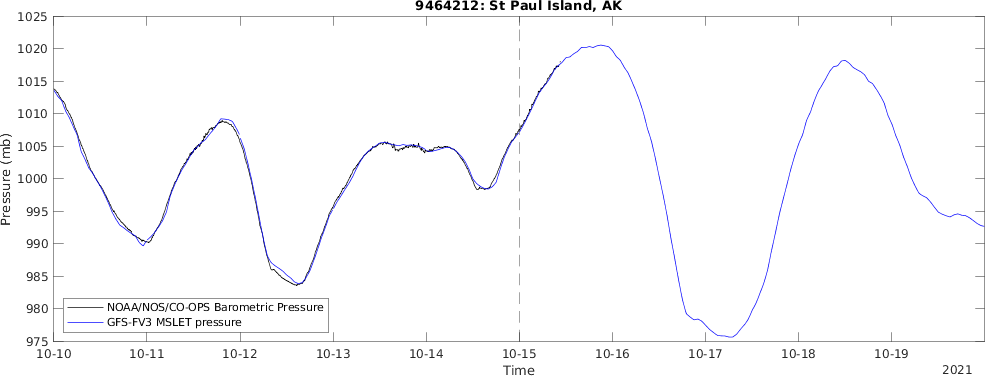 9464212: St Paul Island, AK
Pressure (mb)
1025
1020
1015
1010
1005
1000
995
990
985
980
975
NOAA/NOS/CO-OPS Barometric Pressure
GFS-FV3 MSLET pressure
10-10 10-11 10-12 10-13 10-14 10-15 10-16 10-17 10-18 10-19
Time
2021